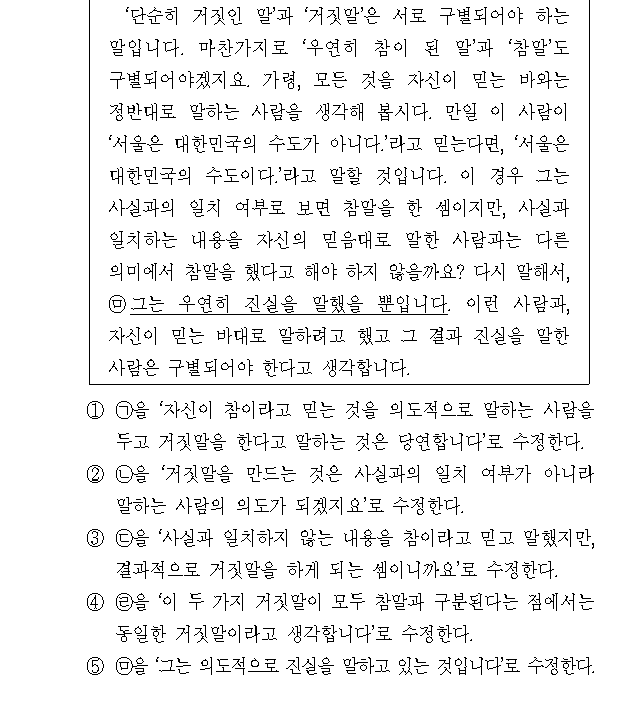 ‘단순히 거짓인 말’과 ‘거짓말’은 서로 구별되어야 하는
말입니다. 마찬가지로 ‘우연히 참이 된 말’과 ‘참말’도
구별되어야겠지요. 가령, 모든 것을 자신이 믿는 바와는
정반대로 말하는 사람을 생각해 봅시다. 만일 이 사람이
‘서울은 대한민국의 수도가 아니다.’라고 믿는다면, ‘서울은
대한민국의 수도이다.’라고 말할 것입니다. 이 경우 그는
사실과의 일치 여부로 보면 참말을 한 셈이지만, 사실과
일치하는 내용을 자신의 믿음대로 말한 사람과는 다른
의미에서 참말을 했다고 해야 하지 않을까요? 다시 말해서,
㉤그는 우연히 진실을 말했을 뿐입니다. 이런 사람과,
자신이 믿는 바대로 말하려고 했고 그 결과 진실을 말한
사람은 구별되어야 한다고 생각합니다.
① ㉠을 ‘자신이 참이라고 믿는 것을 의도적으로 말하는 사람을
두고 거짓말을 한다고 말하는 것은 당연합니다’로 수정한다.
② ㉡을 ‘거짓말을 만드는 것은 사실과의 일치 여부가 아니라
말하는 사람의 의도가 되겠지요’로 수정한다.
③ ㉢을 ‘사실과 일치하지 않는 내용을 참이라고 믿고 말했지만,
결과적으로 거짓말을 하게 되는 셈이니까요’로 수정한다.
④ ㉣을 ‘이 두 가지 거짓말이 모두 참말과 구분된다는 점에서는
동일한 거짓말이라고 생각합니다’로 수정한다.
⑤ ㉤을 ‘그는 의도적으로 진실을 말하고 있는 것입니다’로 수정한다.